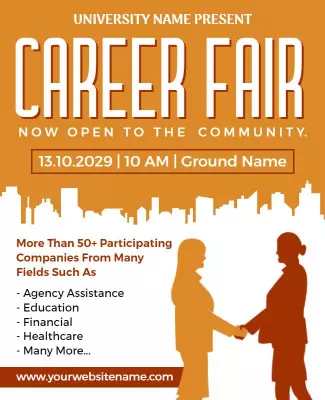 UNIVERSITY NAME PRESENT
CAREER FAIR
NOW OPEN TO THE COMMUNITY.
13.10.2029 | 10 AM | Ground Name
More Than 50+ Participating
Companies From Many
Fields Such As
- Agency Assistance
- Education
- Financial
- Healthcare
- Many More...
www.yourwebsitename.com